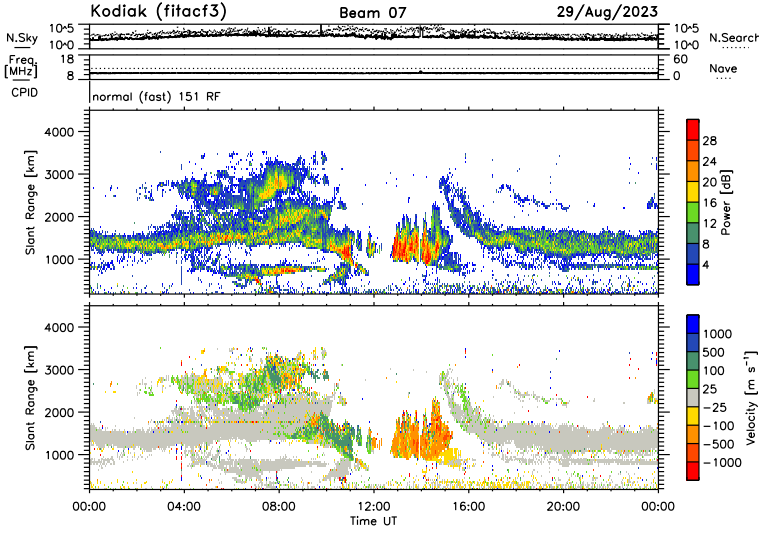 Kodiak (fitacf3) Beam 07 29/Aug/2023
N.Sky 10^5 10^0 10^5 10^0 N.Search
Freq. [MHz] 18 8 60 0 Nave
CPID normal (fast) 151 RF
Slant Range [km]
4000
3000
2000
1000
Power [dB]
28
24
20
16
12
8
4
Slant Range [km]
4000
3000
2000
1000
Velocity [m s^-1]
1000
500
100
25
-25
-100
-500
-1000
00:00 04:00 08:00 12:00 16:00 20:00 00:00
Time UT